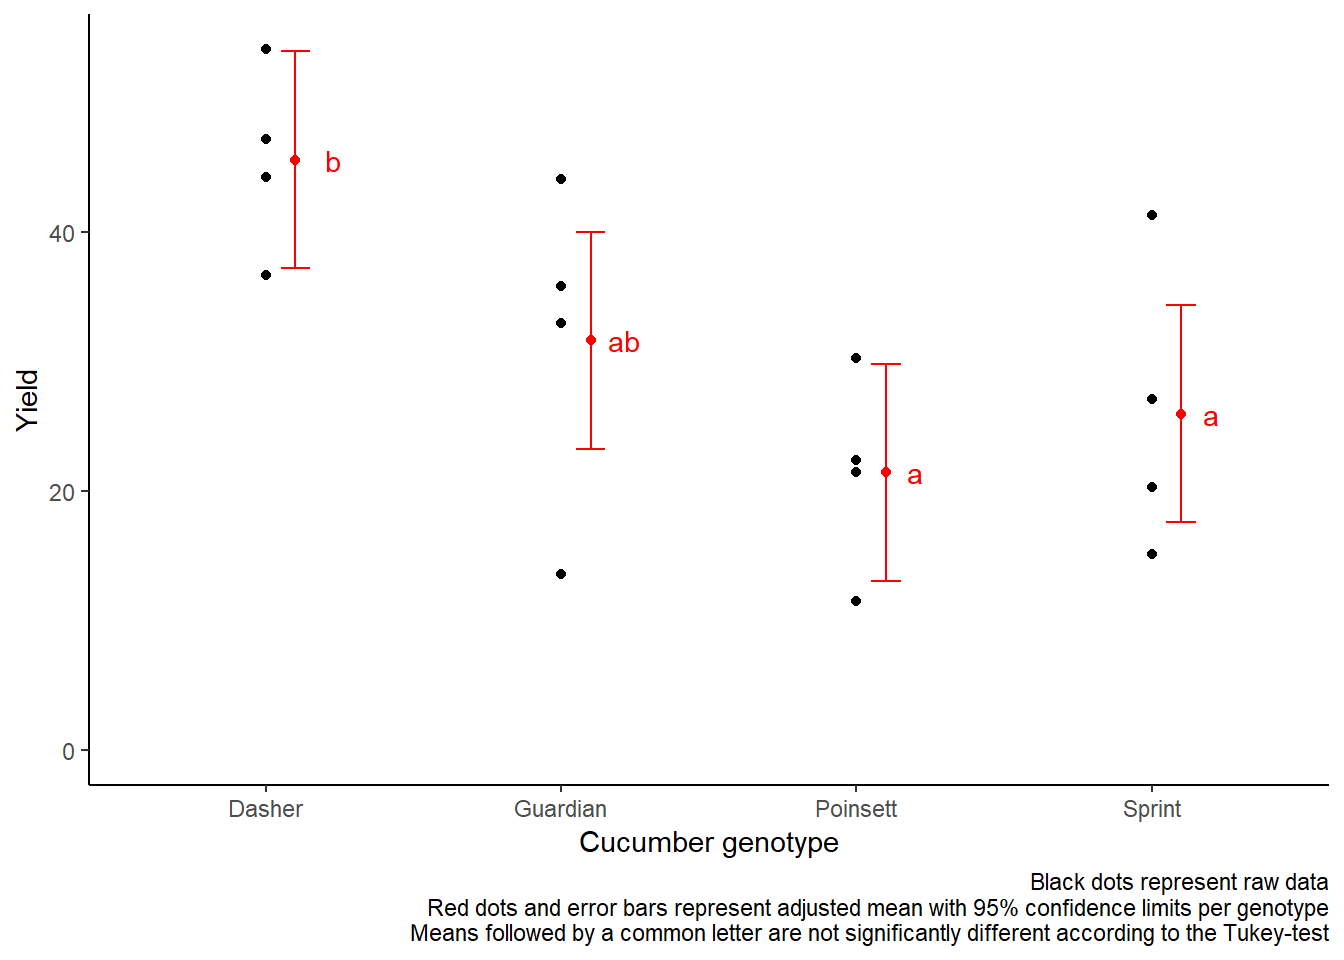 Yield
40
20
0
b
ab
a
a
Dasher Guardian Poinsett Sprint
Cucumber genotype
Black dots represent raw data
Red dots and error bars represent adjusted mean with 95% confidence limits per genotype
Means followed by a common letter are not significantly different according to the Tukey-test